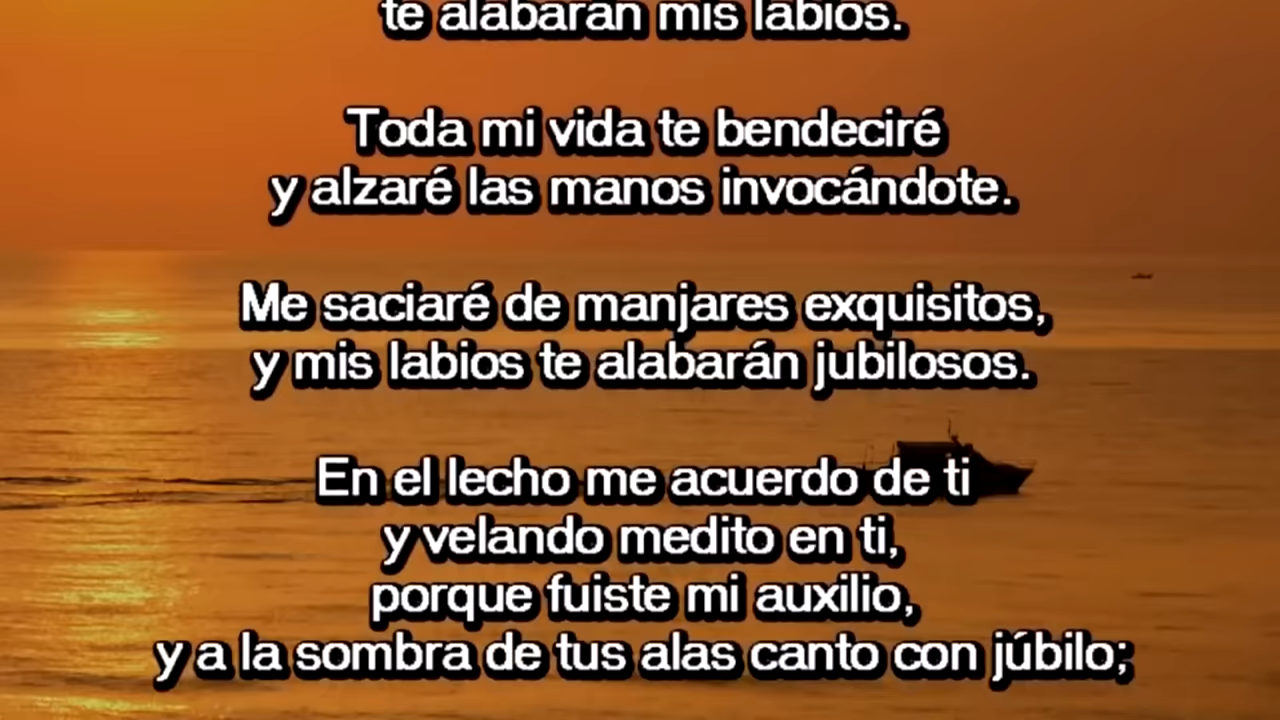 te alabarán mis labios.
Toda mi vida te bendeciré
y alzaré las manos invocándote.
Me saciaré de manjares exquisitos,
y mis labios te alabarán jubilosos.
En el lecho me acuerdo de ti
y velando medito en ti,
porque fuiste mi auxilio,
y a la sombra de tus alas canto con júbilo;